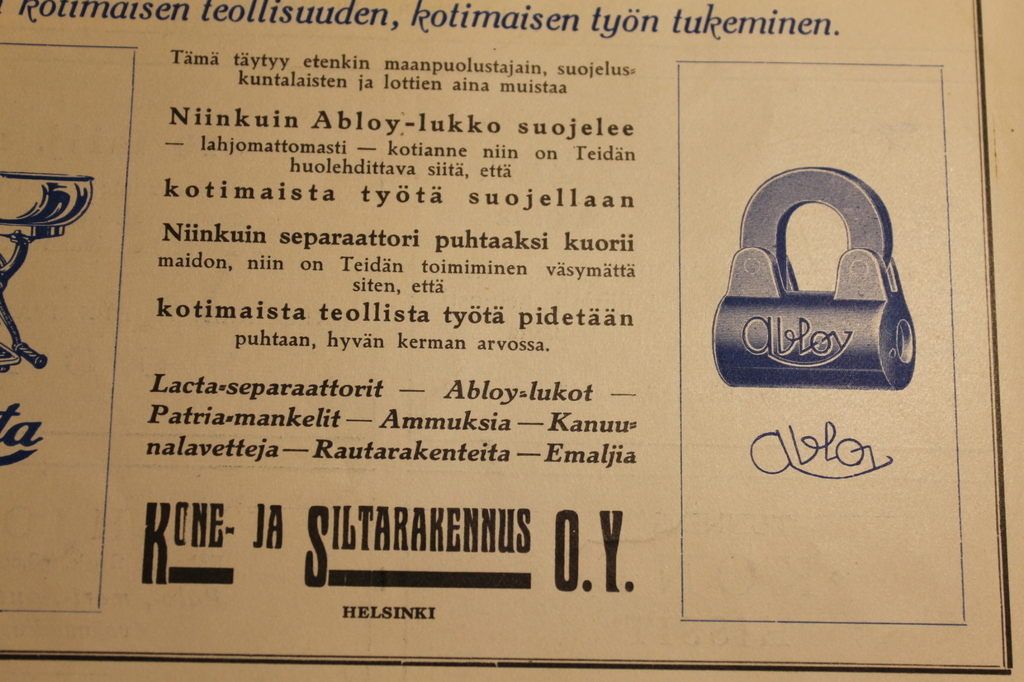 kotimaisen teollisuuden, kotimaisen työn tukeminen.
Tämä täytyy etenkin maanpuolustajain, suojelus-
kuntalaisten ja lottien aina muistaa
Niinkuin Abloy-lukko suojelee
— lahjomattomasti — kotianne niin on Teidän
huolehdittava siitä, että
kotimaista työtä suojellaan
Niinkuin separaattori puhtaaksi kuorii
maidon, niin on Teidän toimiminen väsymättä
siten, että
kotimaista teollista työtä pidetään
puhtaan, hyvän kerman arvossa.
Lacta-separaattorit — Abloy-lukot —
Patria-mankelit — Ammuksia — Kanuu-
nalavetteja — Rautarakenteita — Emaljia
KONE- JA SILTARAKENNUS O.Y.
HELSINKI
ta
Abloy
Abloy